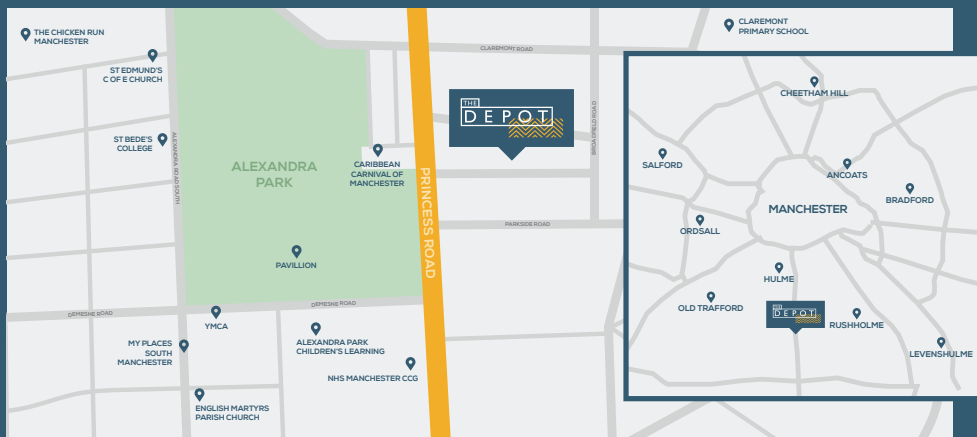 THE CHICKEN RUN
MANCHESTER
ST EDMUND'S
C OF E CHURCH
ST BEDE'S
COLLEGE
ALEXANDRA ROAD SOUTH
ALEXANDRA
PARK
CARIBBEAN
CARNIVAL OF
MANCHESTER
PAVILLION
PRINCESS ROAD
CLAREMONT ROAD
THE
DEPOT
BROADFIELD ROAD
PARKSIDE ROAD
CLAREMONT
PRIMARY SCHOOL
DEMESNE ROAD
DEMESNE ROAD
YMCA
MY PLACES
SOUTH
MANCHESTER
ALEXANDRA PARK
CHILDREN'S LEARNING
NHS MANCHESTER CCG
ENGLISH MARTYRS
PARISH CHURCH
CHEETHAM HILL
SALFORD
ANCOATS
BRADFORD
MANCHESTER
ORDSALL
HULME
OLD TRAFFORD
THE
DEPOT
RUSHHOLME
LEVENSHULME